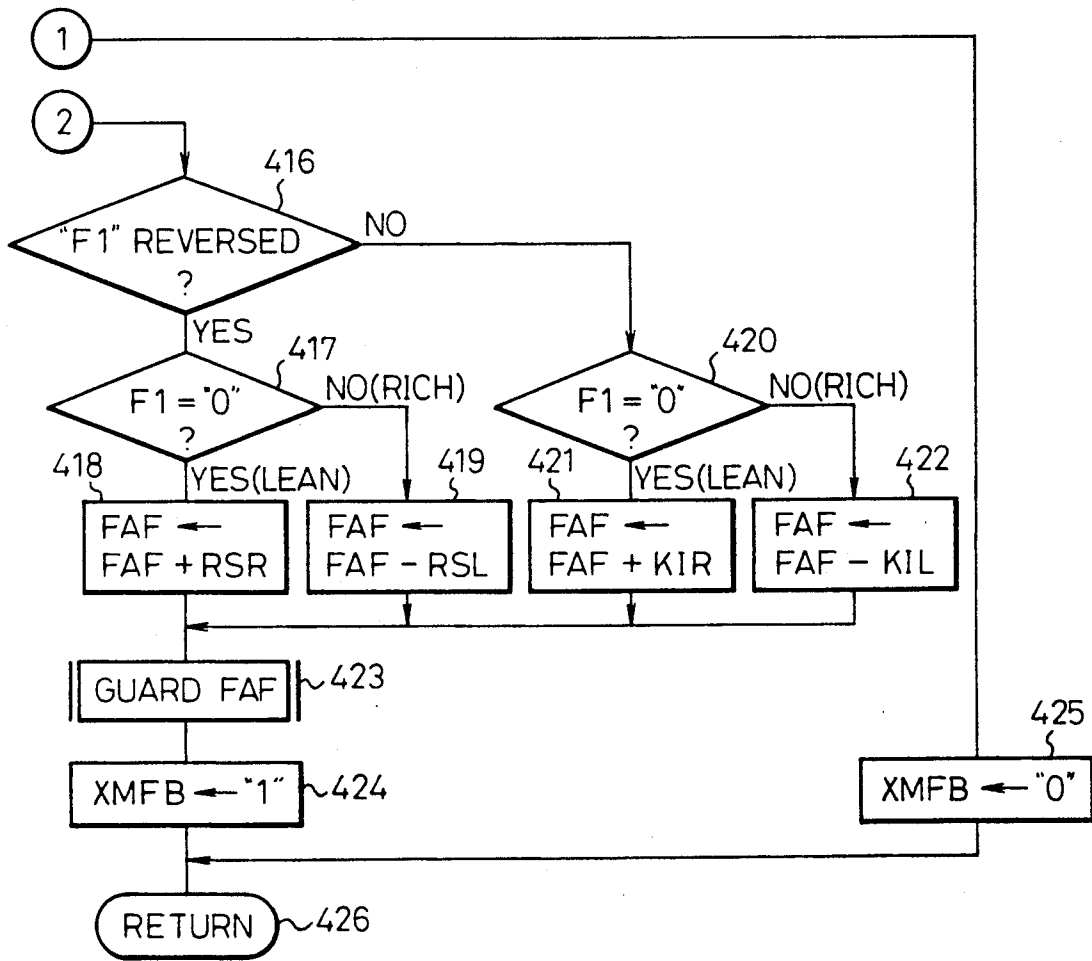 1
2
416
"F1" REVERSED
?
NO
YES
417
F1 = "0"
?
NO(RICH)
420
F1 = "0"
?
NO(RICH)
418
YES(LEAN)
419
421
YES(LEAN)
422
FAF ←
FAF + RSR
FAF ←
FAF - RSL
FAF ←
FAF + KIR
FAF ←
FAF - KIL
GUARD FAF
423
425
XMFB ← "1"
424
XMFB ← "0"
RETURN
426